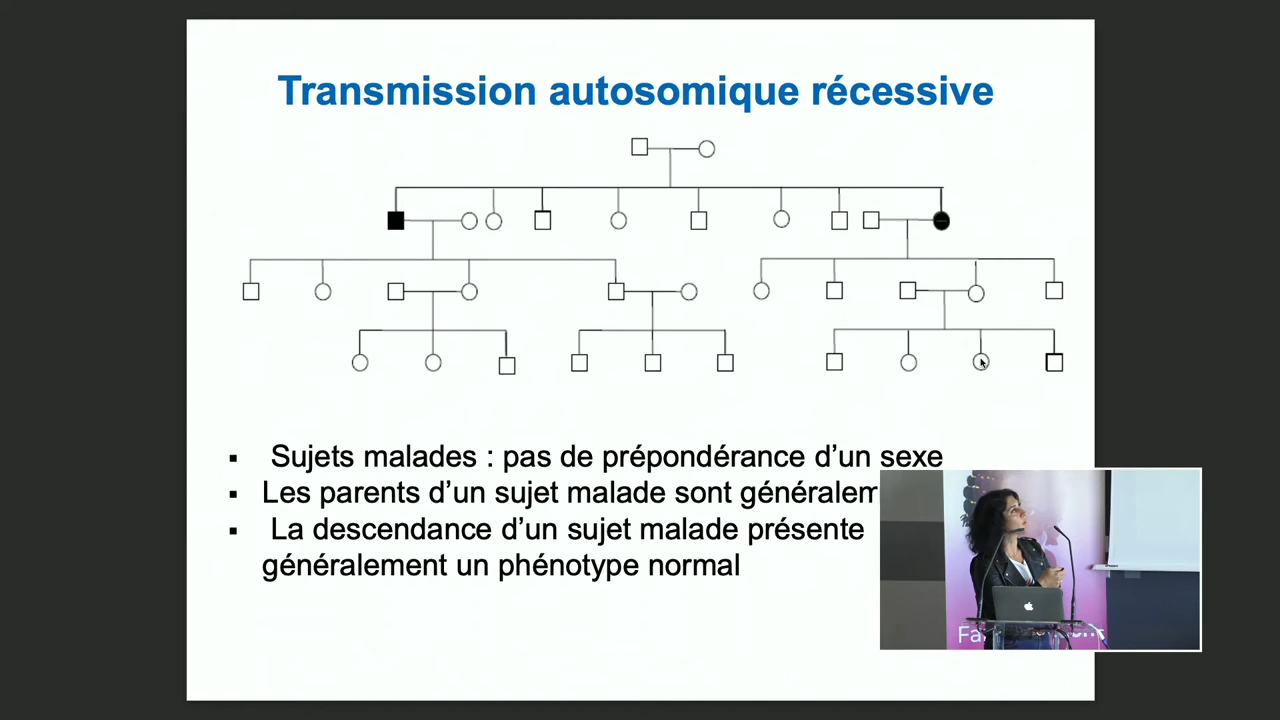 Transmission autosomique récessive
▪ Sujets malades : pas de prépondérance d’un sexe
▪ Les parents d’un sujet malade sont
▪ La descendance d’un sujet malade présente
généralement un phénotype normal